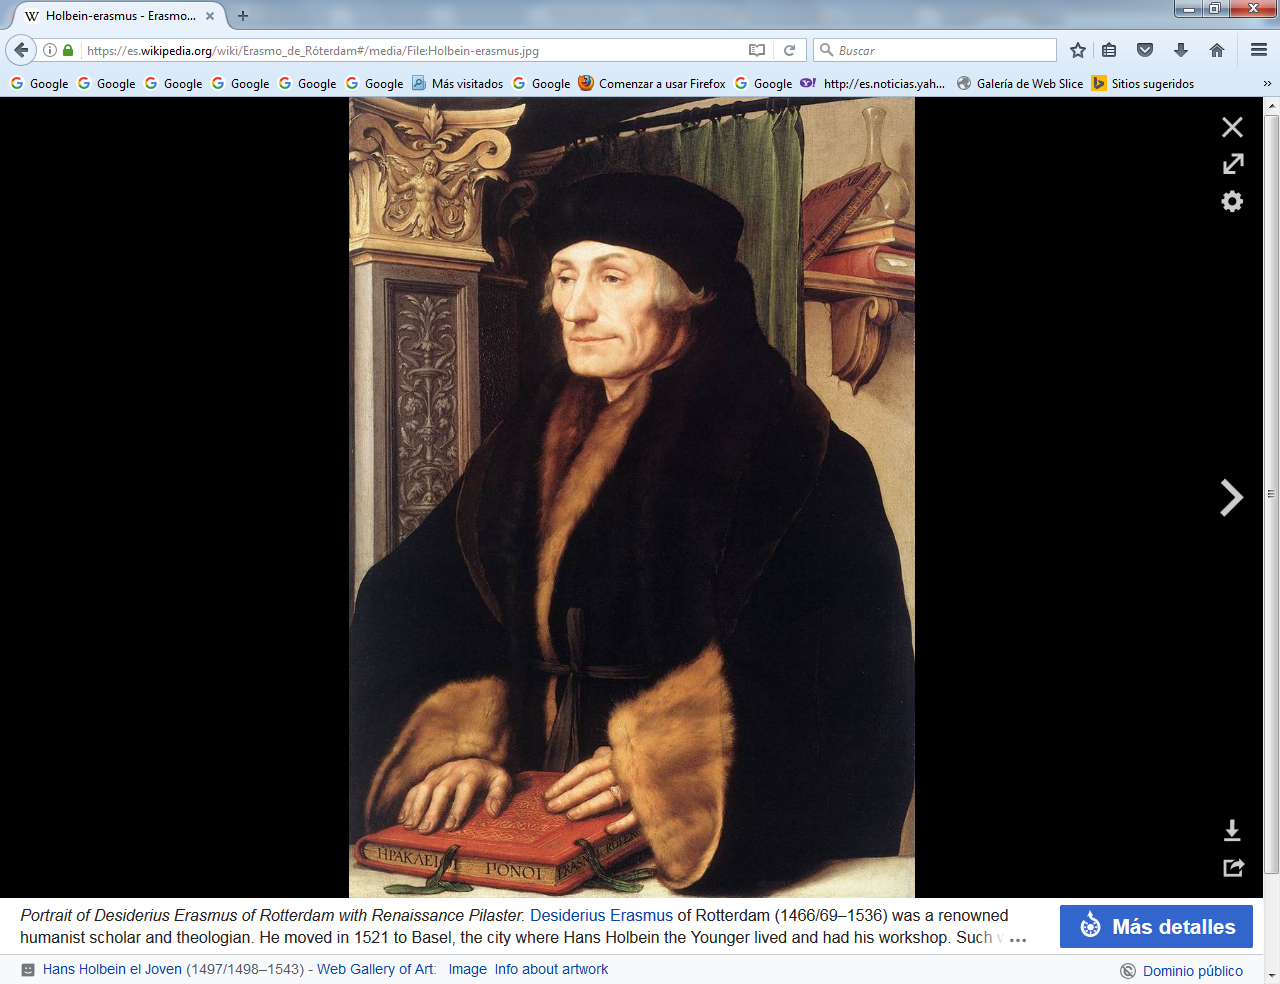 Holbein-erasmus - Erasmo...
https://es.wikipedia.org/wiki/Erasmo_de_Róterdam#/media/File:Holbein-erasmus.jpg
Buscar
Google Google Google Google Google Google Más visitados Google Comenzar a usar Firefox Google http://es.noticias.yah... Galería de Web Slice Sitios sugeridos »
ΗΡΑΚΛΕΙΟΙ ΠΟΝΟΙ ERASMI ROTERO
Portrait of Desiderius Erasmus of Rotterdam with Renaissance Pilaster. Desiderius Erasmus of Rotterdam (1466/69–1536) was a renowned
humanist scholar and theologian. He moved in 1521 to Basel, the city where Hans Holbein the Younger lived and had his workshop. Such w ...
Más detalles
Hans Holbein el Joven (1497/1498–1543) - Web Gallery of Art: Image Info about artwork
Dominio público